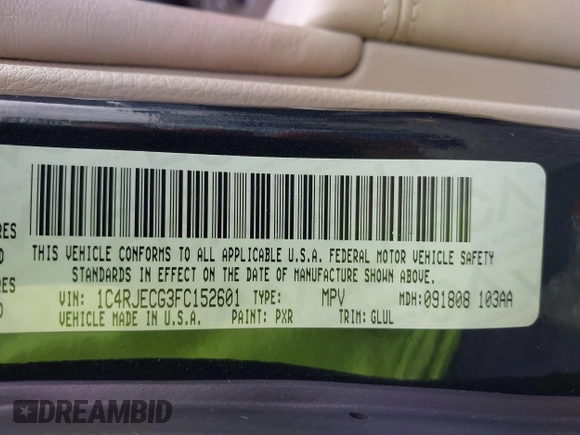 THIS VEHICLE CONFORMS TO ALL APPLICABLE U.S.A. FEDERAL MOTOR VEHICLE SAFETY
STANDARDS IN EFFECT ON THE DATE OF MANUFACTURE SHOWN ABOVE.
VIN: 1C4RJECG3FC152601 TYPE: MPV MDH: 091808 103AA
VEHICLE MADE IN U.S.A. PAINT: PXR TRIM: GLUL
DREAMBID